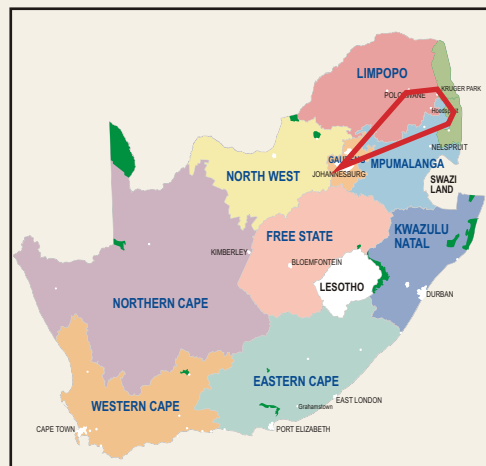 LIMPOPO
KRUGER PARK
POLOKWANE
Hoedspruit
NELSPRUIT
GAUTENG
MPUMALANGA
JOHANNESBURG
NORTH WEST
SWAZI
LAND
FREE STATE
KWAZULU
NATAL
KIMBERLEY
BLOEMFONTEIN
LESOTHO
DURBAN
NORTHERN CAPE
EASTERN CAPE
EAST LONDON
WESTERN CAPE
Grahamstown
CAPE TOWN
PORT ELIZABETH